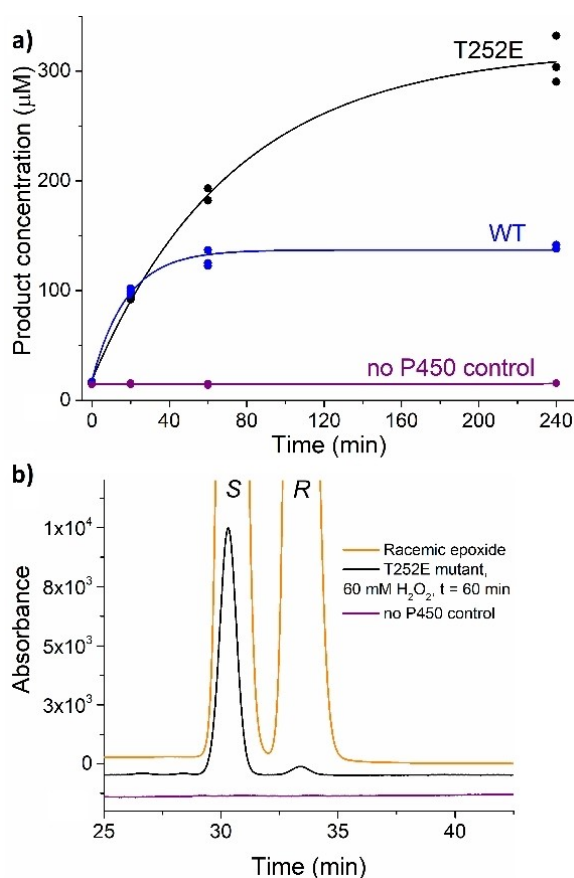 a)
Product concentration (µM)
300
200
100
0
T252E
WT
no P450 control
0 40 80 120 160 200 240
Time (min)
b)
Absorbance
1x10⁴
8x10³
5x10³
3x10³
0
S R
Racemic epoxide
T252E mutant,
60 mM H₂O₂, t = 60 min
no P450 control
25 30 35 40
Time (min)